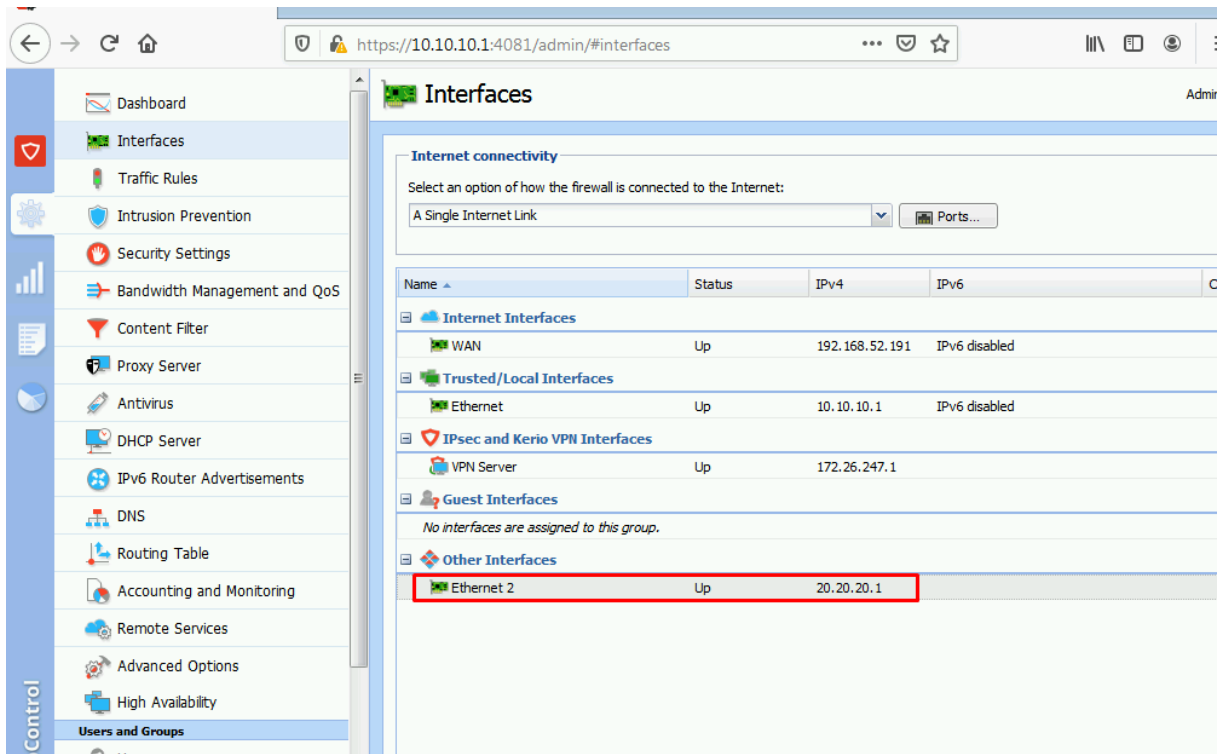 https://10.10.10.1:4081/admin/#interfaces
Dashboard
Interfaces
Traffic Rules
Intrusion Prevention
Security Settings
Bandwidth Management and QoS
Content Filter
Proxy Server
Antivirus
DHCP Server
IPv6 Router Advertisements
DNS
Routing Table
Accounting and Monitoring
Remote Services
Advanced Options
High Availability
Users and Groups
Control
Interfaces
Admin
Internet connectivity
Select an option of how the firewall is connected to the Internet:
A Single Internet Link
Ports...
Name Status IPv4 IPv6
Internet Interfaces
WAN Up 192.168.52.191 IPv6 disabled
Trusted/Local Interfaces
Ethernet Up 10.10.10.1 IPv6 disabled
IPsec and Kerio VPN Interfaces
VPN Server Up 172.26.247.1
Guest Interfaces
No interfaces are assigned to this group.
Other Interfaces
Ethernet 2 Up 20.20.20.1